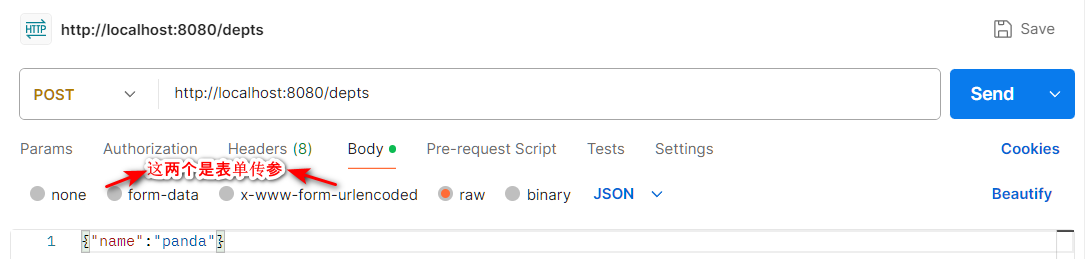 HTTP http://localhost:8080/depts Save
POST http://localhost:8080/depts Send
Params Authorization Headers (8) Body Pre-request Script Tests Settings Cookies
这两个是表单传参
none form-data x-www-form-urlencoded raw binary JSON Beautify
1 {"name":"panda"}